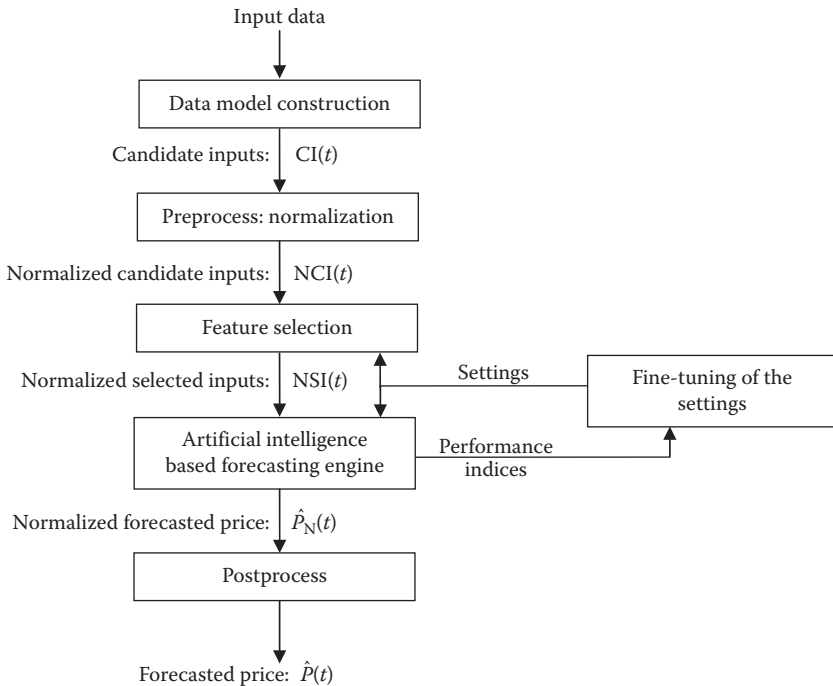 Input data
Data model construction
Candidate inputs: CI(t)
Preprocess: normalization
Normalized candidate inputs: NCI(t)
Feature selection
Normalized selected inputs: NSI(t)
Settings
Fine-tuning of the
settings
Artificial intelligence
based forecasting engine
Performance
indices
Normalized forecasted price: P̂_N(t)
Postprocess
Forecasted price: P̂(t)